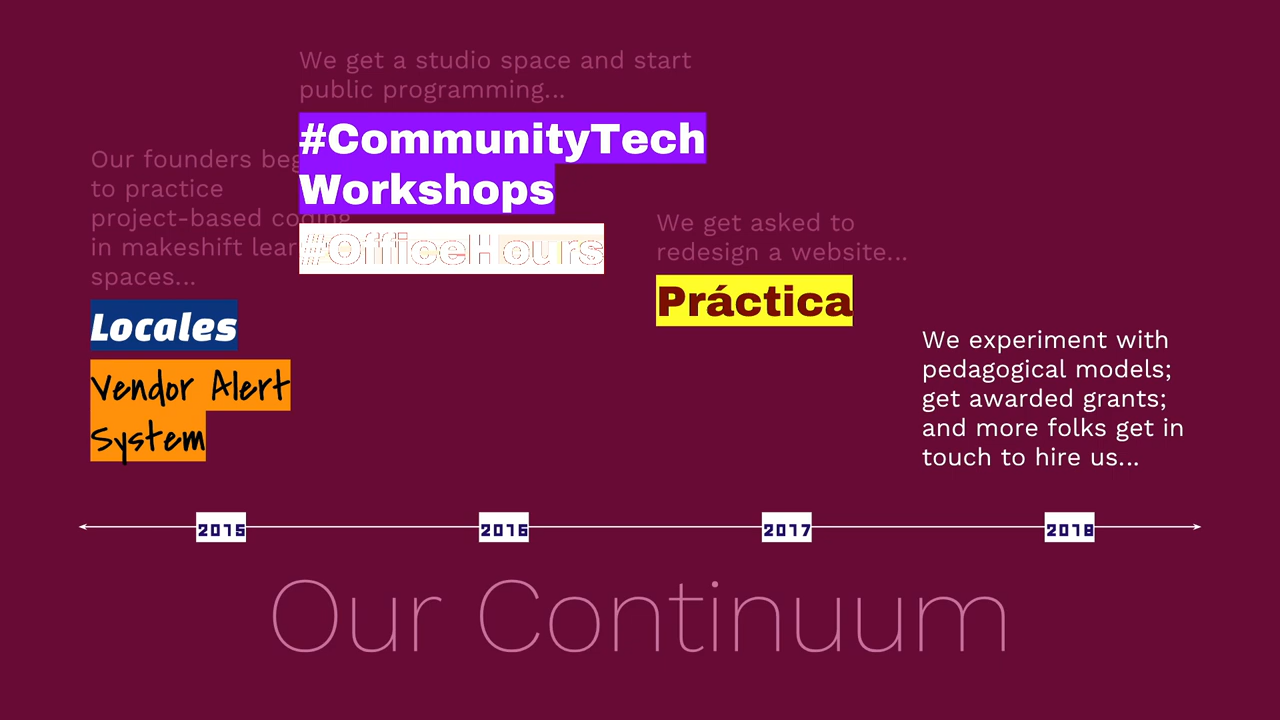 We get a studio space and start
public programming...
#CommunityTech
Workshops
#OfficeHours
Our founders
to practice
project-based coding
in makeshift
spaces...
Locales
Vendor Alert
System
We get asked to
redesign a website...
Práctica
We experiment with
pedagogical models;
get awarded grants;
and more folks get in
touch to hire us...
2015
2016
2017
2018
Our Continuum